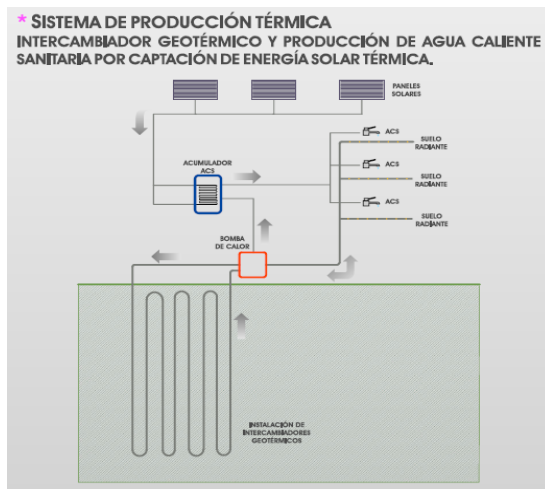 * SISTEMA DE PRODUCCIÓN TÉRMICA
INTERCAMBIADOR GEOTÉRMICO Y PRODUCCIÓN DE AGUA CALIENTE
SANITARIA POR CAPTACIÓN DE ENERGÍA SOLAR TÉRMICA.
PANELES
SOLARES
ACS
SUELO
RADIANTE
ACUMULADOR
ACS
ACS
SUELO
RADIANTE
ACS
SUELO
RADIANTE
BOMBA
DE CALOR
INSTALACIÓN DE
INTERCAMBIADORES
GEOTÉRMICOS